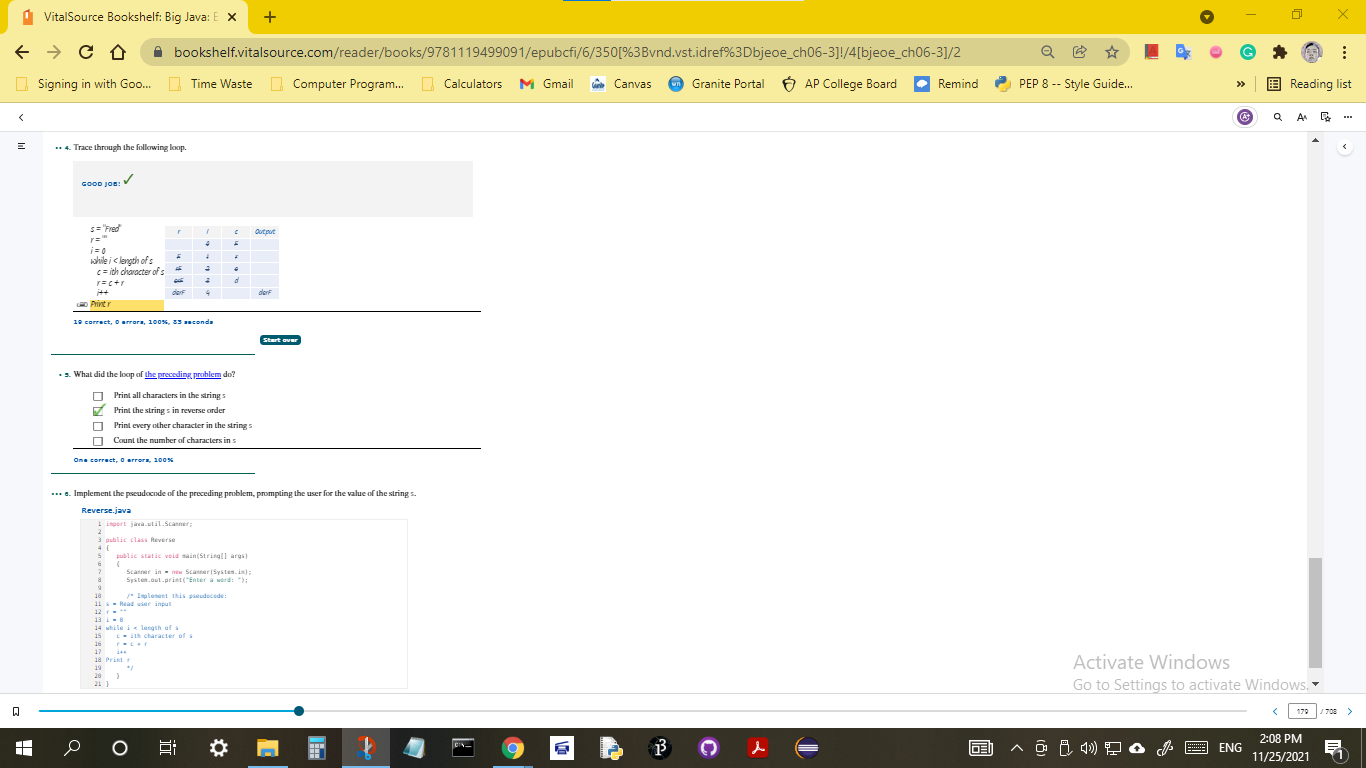 VitalSource Bookshelf: Big Java: E
bookshelf.vitalsource.com/reader/books/9781119499091/epubcfi/6/350[%3Bvnd.vst.idref%3Dbjeoe_ch06-3]!/4[bjeoe_ch06-3]/2
Signing in with Goo... Time Waste Computer Program... Calculators Gmail Canvas Granite Portal AP College Board Remind PEP 8 -- Style Guide... » Reading list
•• 4. Trace through the following loop.
GOOD JOB!
s = "Fred"
r = ""
i = 0
while i < length of s
c = ith character of s
r = c + r
i++
Print r
r i c Output
0 F
F 1 r
rF 2 e
erF 3 d
derF 4 derF
19 correct, 0 errors, 100%, 83 seconds
Start over
• 5. What did the loop of the preceding problem do?
Print all characters in the string s
Print the string s in reverse order
Print every other character in the string s
Count the number of characters in s
One correct, 0 errors, 100%
••• 6. Implement the pseudocode of the preceding problem, prompting the user for the value of the string s.
Reverse.java
1 import java.util.Scanner;
2
3 public class Reverse
4 {
5 public static void main(String[] args)
6 {
7 Scanner in = new Scanner(System.in);
8 System.out.print("Enter a word: ");
9
10 /* Implement this pseudocode:
11 s = Read user input
12 r = ""
13 i = 0
14 while i < length of s
15 c = ith character of s
16 r = c + r
17 i++
18 Print r
19 */
20 }
21 }
Activate Windows
Go to Settings to activate Windows.
179 / 708
ENG
2:08 PM
11/25/2021
1